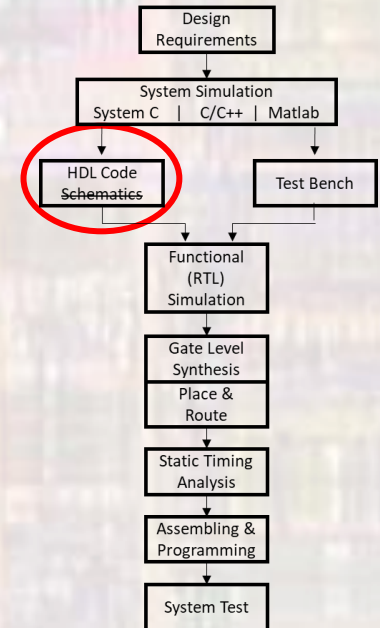 Design
Requirements
System Simulation
System C | C/C++ | Matlab
HDL Code
Schematics
Test Bench
Functional
(RTL)
Simulation
Gate Level
Synthesis
Place &
Route
Static Timing
Analysis
Assembling &
Programming
System Test